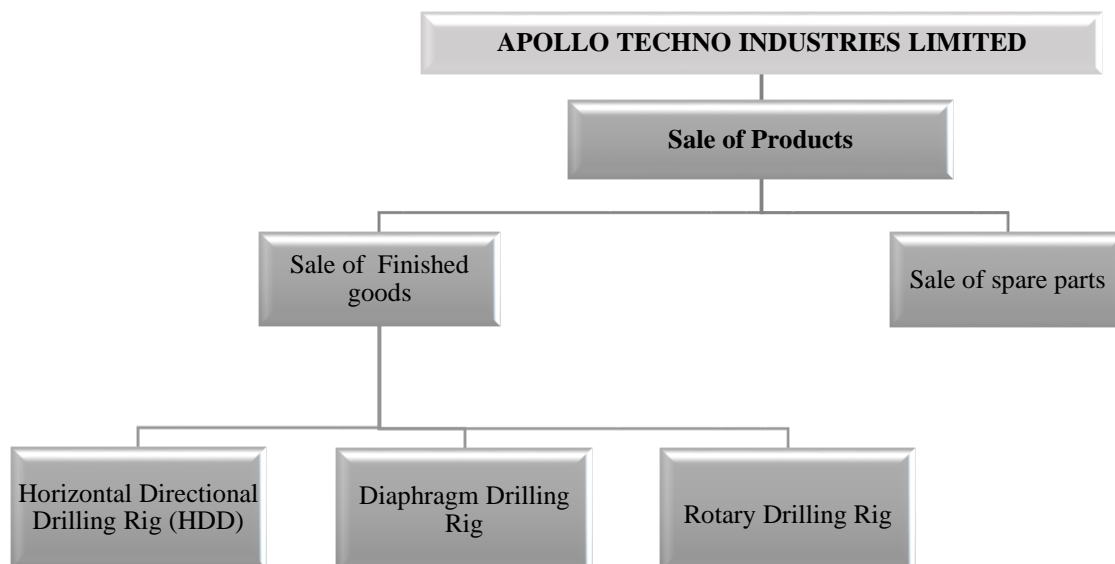 APOLLO TECHNO INDUSTRIES LIMITED
Sale of Products
Sale of  Finished
goods
Sale of spare parts
Horizontal Directional
Drilling Rig (HDD)
Diaphragm Drilling
Rig
Rotary Drilling Rig